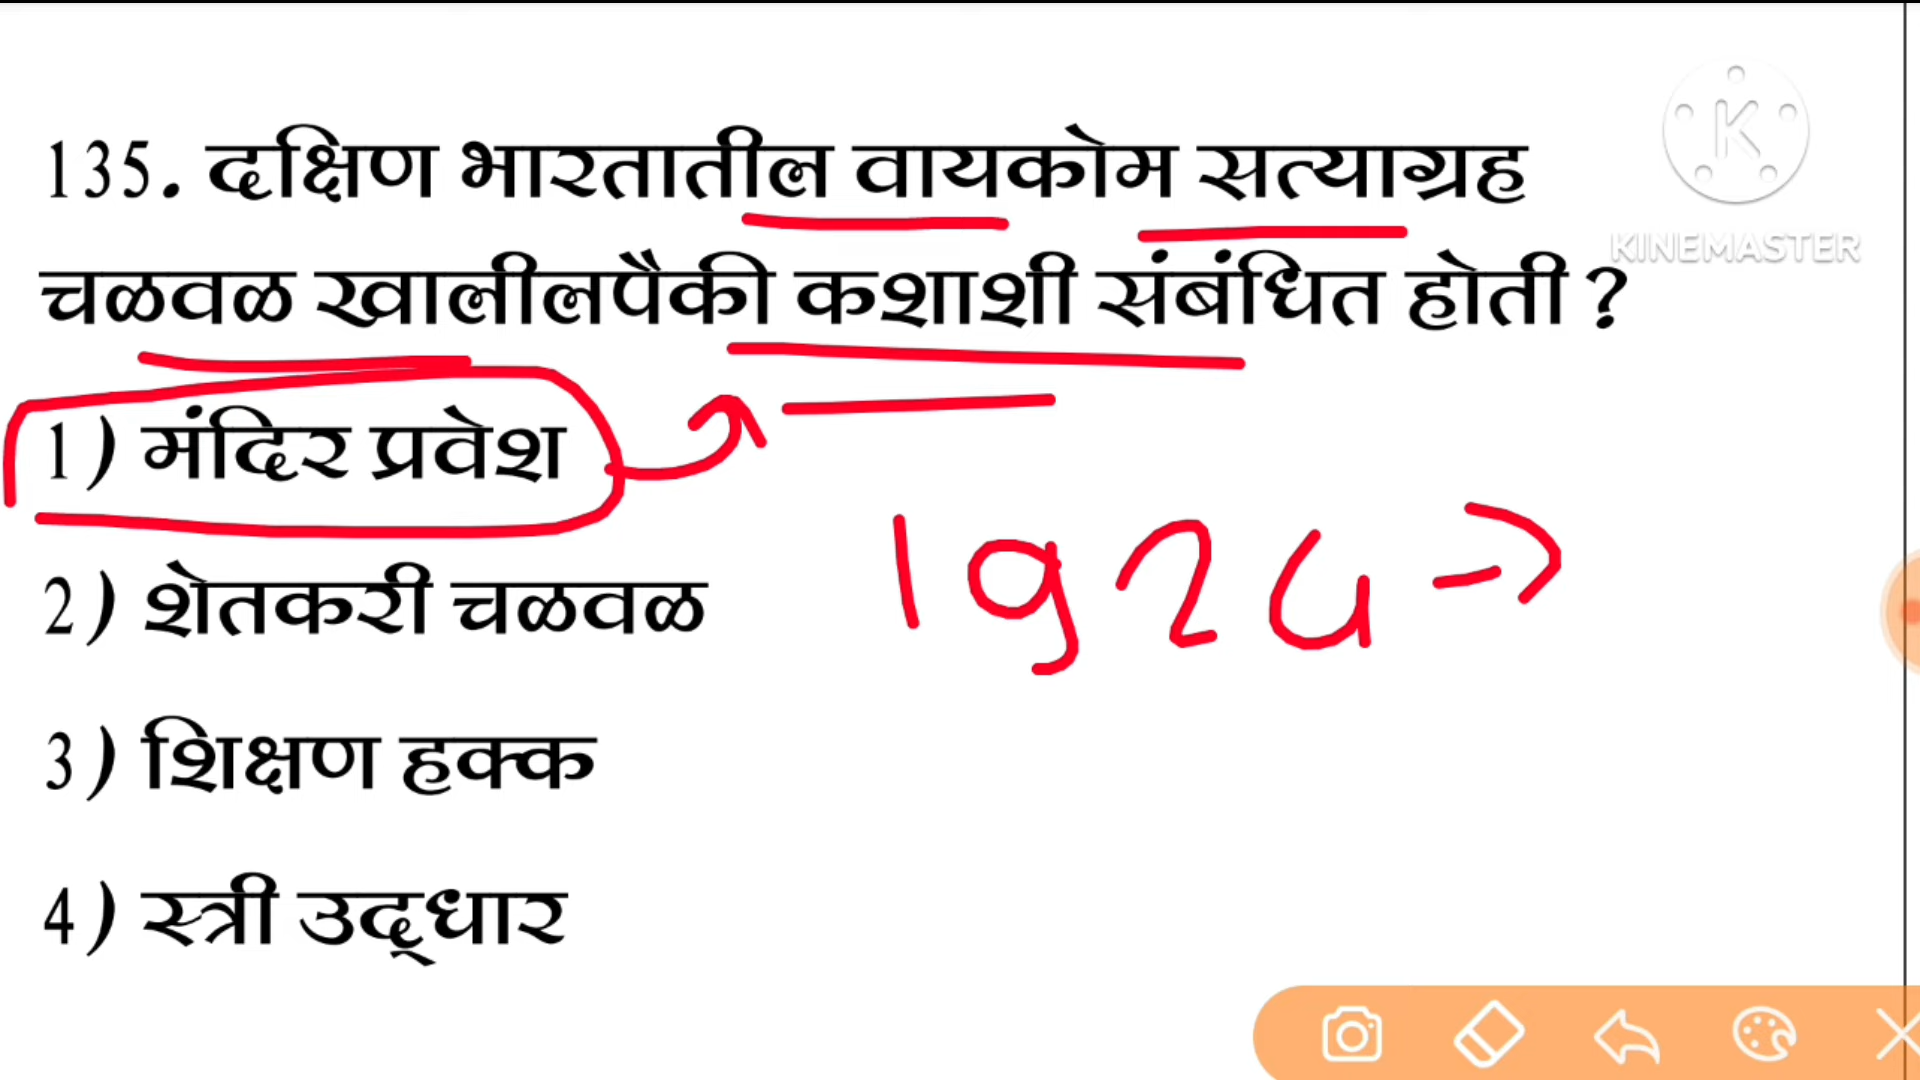 135. दक्षिण भारतातील वायकोम सत्याग्रह
चळवळ खालीलपैकी कशाशी संबंधित होती ?
1) मंदिर प्रवेश
2) शेतकरी चळवळ
3) शिक्षण हक्क
4) स्त्री उद्‌धार
1924
K
KINEMASTER